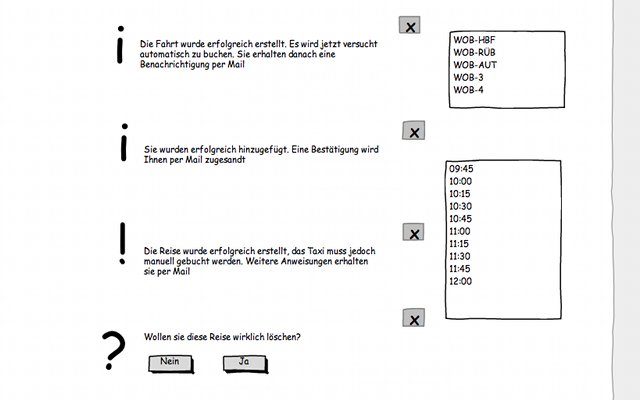 i
Die Fahrt wurde erfolgreich erstellt. Es wird jetzt versucht
automatisch zu buchen. Sie erhalten danach eine
Benachrichtigung per Mail
X
i
Sie wurden erfolgreich hinzugefügt. Eine Bestätigung wird
Ihnen per Mail zugesandt
X
!
Die Reise wurde erfolgreich erstellt, das Taxi muss jedoch
manuell gebucht werden. Weitere Anweisungen erhalten
sie per Mail
X
?
Wollen sie diese Reise wirklich löschen?
X
Nein
Ja
WOB-HBF
WOB-RÜB
WOB-AUT
WOB-3
WOB-4
09:45
10:00
10:15
10:30
10:45
11:00
11:15
11:30
11:45
12:00